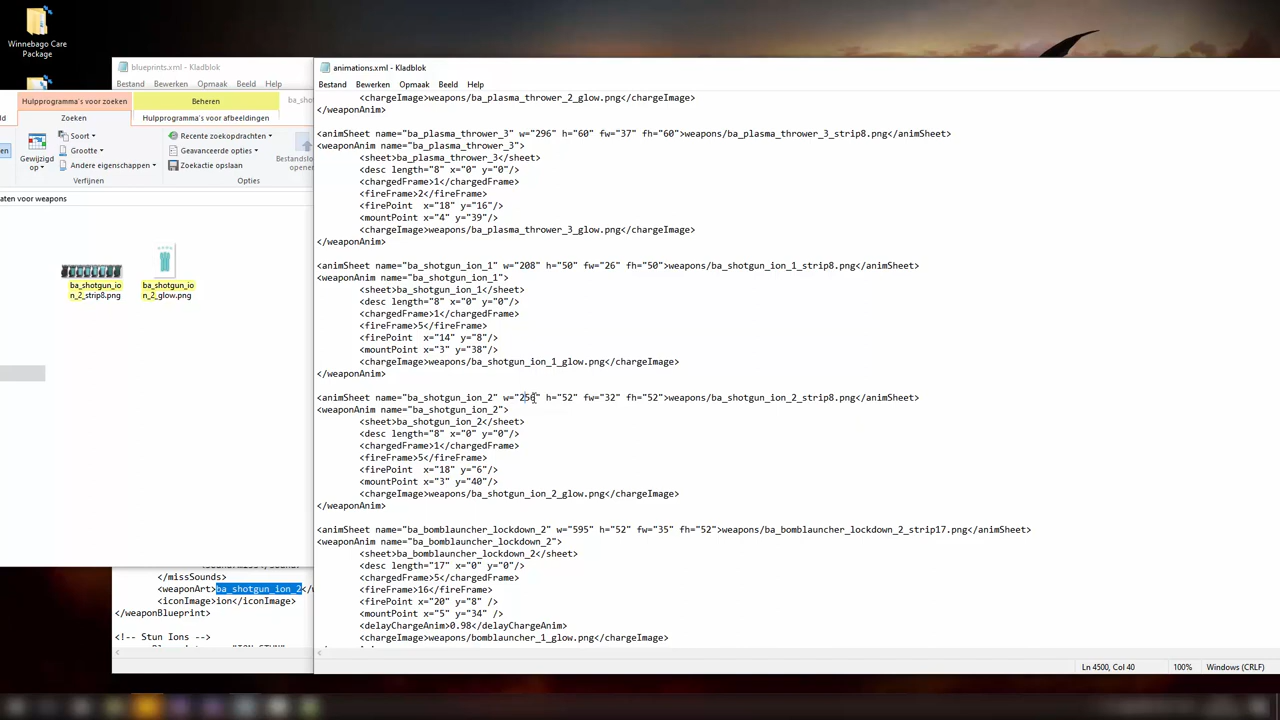 Winnebago Care
Package
blueprints.xml - Kladblok
Bestand Bewerken Opmaak Beeld Help
Hulpprogramma's voor zoeken Beheren
Zoeken Hulpprogramma's voor afbeeldingen
Gewijzigd
op
Soort
Grootte
Andere eigenschappen
Verfijnen
Recente zoekopdrachten
Geavanceerde opties
Zoekactie opslaan
Opties
aten voor weapons
ba_shotgun_io
n_2_strip8.png
ba_shotgun_io
n_2_glow.png
</missSounds>
<weaponArt>ba_shotgun_ion_2</
<iconImage>ion</iconImage>
</weaponBlueprint>
<!-- Stun Ions -->
animations.xml - Kladblok
Bestand Bewerken Opmaak Beeld Help
<chargeImage>weapons/ba_plasma_thrower_2_glow.png</chargeImage>
</weaponAnim>
<animSheet name="ba_plasma_thrower_3" w="296" h="60" fw="37" fh="60">weapons/ba_plasma_thrower_3_strip8.png</animSheet>
<weaponAnim name="ba_plasma_thrower_3">
<sheet>ba_plasma_thrower_3</sheet>
<desc length="8" x="0" y="0"/>
<chargedFrame>1</chargedFrame>
<fireFrame>2</fireFrame>
<firePoint x="18" y="16"/>
<mountPoint x="4" y="39"/>
<chargeImage>weapons/ba_plasma_thrower_3_glow.png</chargeImage>
</weaponAnim>
<animSheet name="ba_shotgun_ion_1" w="208" h="50" fw="26" fh="50">weapons/ba_shotgun_ion_1_strip8.png</animSheet>
<weaponAnim name="ba_shotgun_ion_1">
<sheet>ba_shotgun_ion_1</sheet>
<desc length="8" x="0" y="0"/>
<chargedFrame>1</chargedFrame>
<fireFrame>5</fireFrame>
<firePoint x="14" y="8"/>
<mountPoint x="3" y="38"/>
<chargeImage>weapons/ba_shotgun_ion_1_glow.png</chargeImage>
</weaponAnim>
<animSheet name="ba_shotgun_ion_2" w="256" h="52" fw="32" fh="52">weapons/ba_shotgun_ion_2_strip8.png</animSheet>
<weaponAnim name="ba_shotgun_ion_2">
<sheet>ba_shotgun_ion_2</sheet>
<desc length="8" x="0" y="0"/>
<chargedFrame>1</chargedFrame>
<fireFrame>5</fireFrame>
<firePoint x="18" y="6"/>
<mountPoint x="3" y="40"/>
<chargeImage>weapons/ba_shotgun_ion_2_glow.png</chargeImage>
</weaponAnim>
<animSheet name="ba_bomblauncher_lockdown_2" w="595" h="52" fw="35" fh="52">weapons/ba_bomblauncher_lockdown_2_strip17.png</animSheet>
<weaponAnim name="ba_bomblauncher_lockdown_2">
<sheet>ba_bomblauncher_lockdown_2</sheet>
<desc length="17" x="0" y="0"/>
<chargedFrame>5</chargedFrame>
<fireFrame>16</fireFrame>
<firePoint x="20" y="8" />
<mountPoint x="5" y="34" />
<delayChargeAnim>0.98</delayChargeAnim>
<chargeImage>weapons/bomblauncher_1_glow.png</chargeImage>
Ln 4500, Col 40 100% Windows (CRLF)